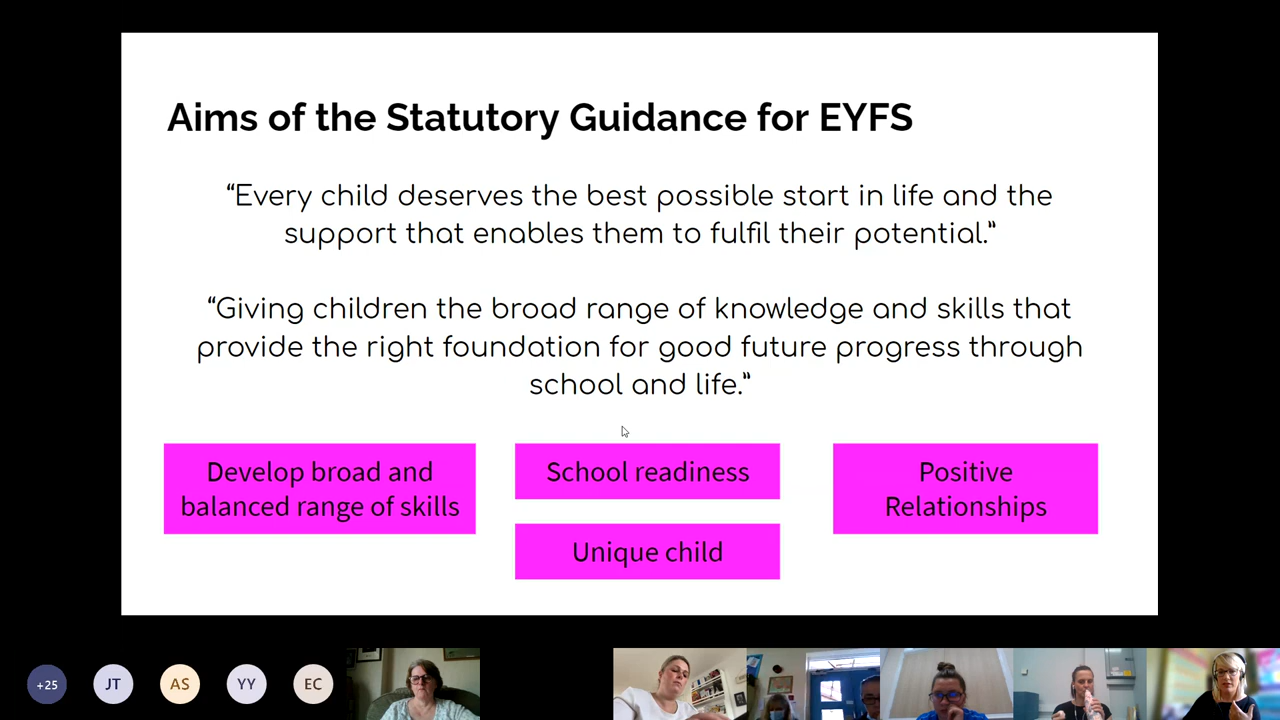 Aims of the Statutory Guidance for EYFS
“Every child deserves the best possible start in life and the
support that enables them to fulfil their potential.”
“Giving children the broad range of knowledge and skills that
provide the right foundation for good future progress through
school and life.”
Develop broad and
balanced range of skills
School readiness
Unique child
Positive
Relationships
+25
JT
AS
YY
EC